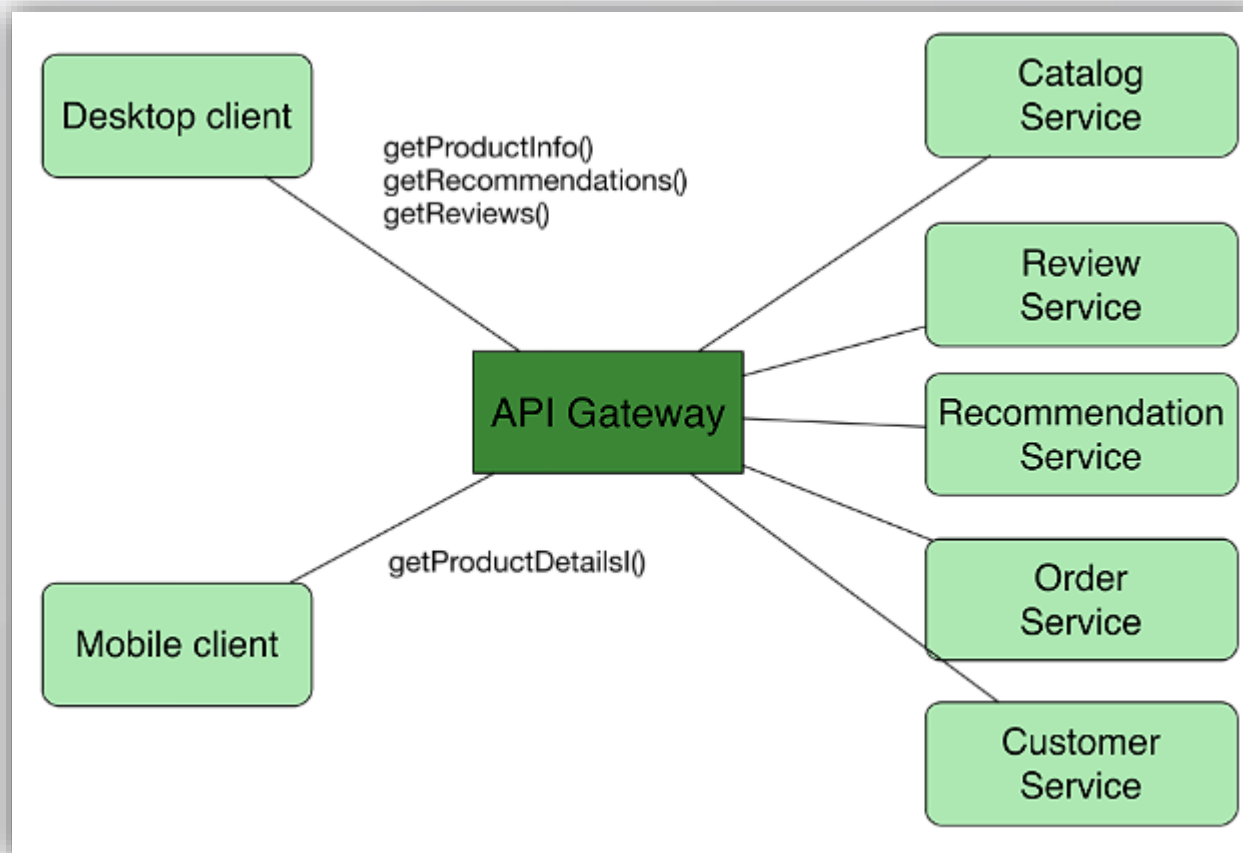 Desktop client
getProductInfo()
getRecommendations()
getReviews()
API Gateway
getProductDetailsI()
Mobile client
Catalog
Service
Review
Service
Recommendation
Service
Order
Service
Customer
Service